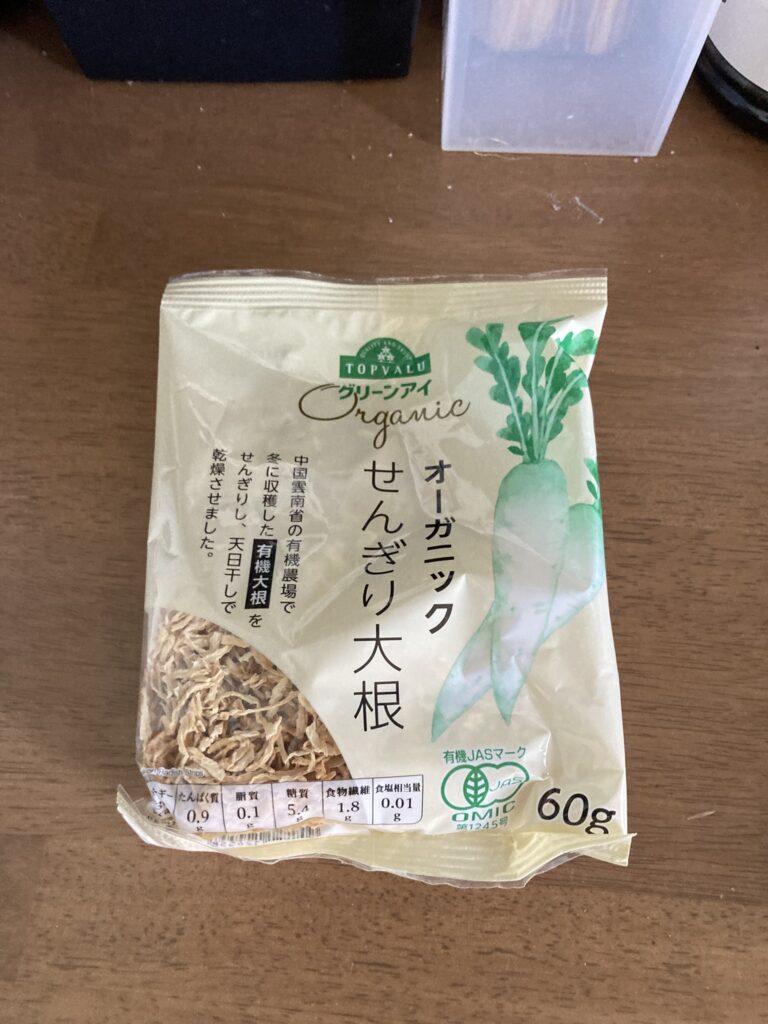 TOPVALU
グリーンアイ
Organic
オーガニック
せんぎり大根
中国雲南省の有機農場で
冬に収穫した有機大根を
せんぎりし、天日干しで
乾燥させました。
有機JASマーク
JAS
OMIC
第1245号
60g
たんぱく質
0.9
g
脂質
0.1
g
糖質
5.4
g
食物繊維
1.8
g
食塩相当量
0.01
g